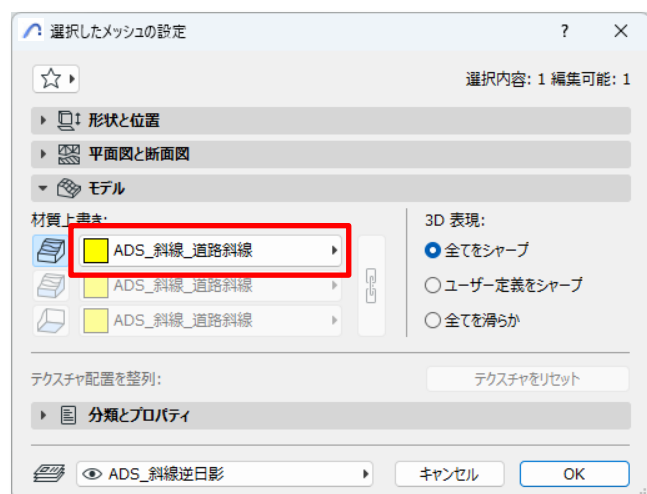 選択したメッシュの設定 ? ×
選択内容: 1 編集可能: 1
形状と位置
平面図と断面図
モデル
材質上書き: 3D 表現:
ADS_斜線_道路斜線 全てをシャープ
ADS_斜線_道路斜線 ユーザー定義をシャープ
ADS_斜線_道路斜線 全てを滑らか
テクスチャ配置を整列: テクスチャをリセット
分類とプロパティ
ADS_斜線逆日影 キャンセル OK